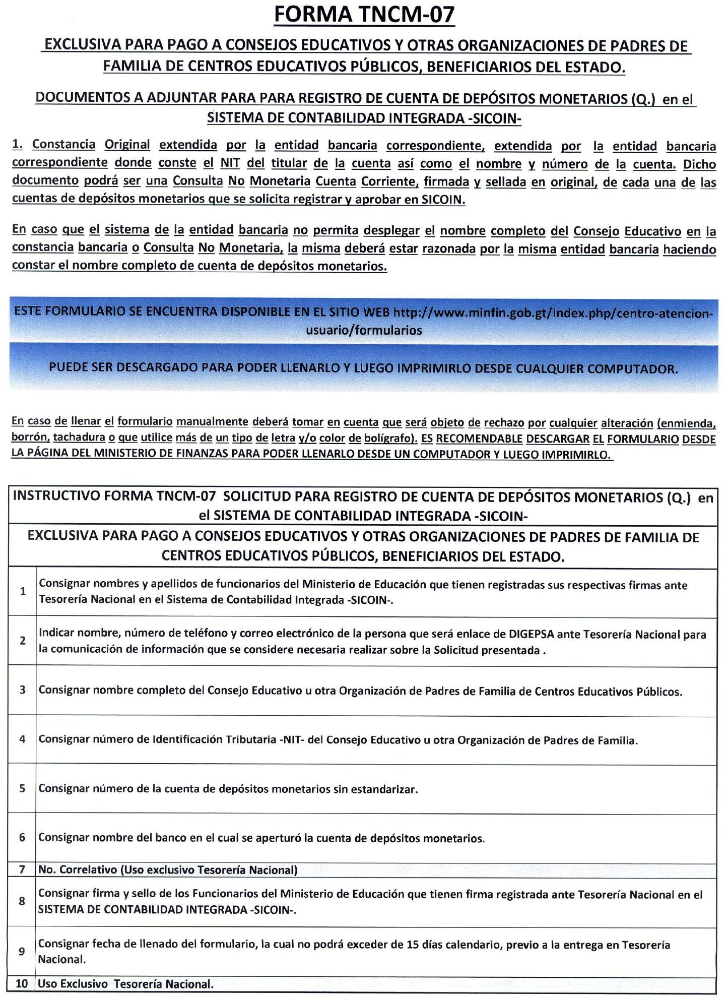 FORMA TNCM-07
EXCLUSIVA PARA PAGO A CONSEJOS EDUCATIVOS Y OTRAS ORGANIZACIONES DE PADRES DE
FAMILIA DE CENTROS EDUCATIVOS PÚBLICOS, BENEFICIARIOS DEL ESTADO.
DOCUMENTOS A ADJUNTAR PARA PARA REGISTRO DE CUENTA DE DEPÓSITOS MONETARIOS (Q.) en el
SISTEMA DE CONTABILIDAD INTEGRADA -SICOIN-
1. Constancia Original extendida por la entidad bancaria correspondiente, extendida por la entidad bancaria
correspondiente donde conste el NIT del titular de la cuenta así como el nombre y número de la cuenta. Dicho
documento podrá ser una Consulta No Monetaria Cuenta Corriente, firmada y sellada en original, de cada una de las
cuentas de depósitos monetarios que se solicita registrar y aprobar en SICOIN.
En caso que el sistema de la entidad bancaria no permita desplegar el nombre completo del Consejo Educativo en la
constancia bancaria o Consulta No Monetaria, la misma deberá estar razonada por la misma entidad bancaria haciendo
constar el nombre completo de cuenta de depósitos monetarios.
ESTE FORMULARIO SE ENCUENTRA DISPONIBLE EN EL SITIO WEB http://www.minfin.gob.gt/index.php/centro-atencion-
usuario/formularios
PUEDE SER DESCARGADO PARA PODER LLENARLO Y LUEGO IMPRIMIRLO DESDE CUALQUIER COMPUTADOR.
En caso de llenar el formulario manualmente deberá tomar en cuenta que será objeto de rechazo por cualquier alteración (enmienda,
borrón, tachadura o que utilice más de un tipo de letra y/o color de bolígrafo). ES RECOMENDABLE DESCARGAR EL FORMULARIO DESDE
LA PÁGINA DEL MINISTERIO DE FINANZAS PARA PODER LLENARLO DESDE UN COMPUTADOR Y LUEGO IMPRIMIRLO.
INSTRUCTIVO FORMA TNCM-07 SOLICITUD PARA REGISTRO DE CUENTA DE DEPÓSITOS MONETARIOS (Q.) en
el SISTEMA DE CONTABILIDAD INTEGRADA -SICOIN-
EXCLUSIVA PARA PAGO A CONSEJOS EDUCATIVOS Y OTRAS ORGANIZACIONES DE PADRES DE FAMILIA DE
CENTROS EDUCATIVOS PÚBLICOS, BENEFICIARIOS DEL ESTADO.
1 Consignar nombres y apellidos de funcionarios del Ministerio de Educación que tienen registradas sus respectivas firmas ante
Tesorería Nacional en el Sistema de Contabilidad Integrada -SICOIN-.
2 Indicar nombre, número de teléfono y correo electrónico de la persona que será enlace de DIGEPSA ante Tesorería Nacional para
la comunicación de información que se considere necesaria realizar sobre la Solicitud presentada .
3 Consignar nombre completo del Consejo Educativo u otra Organización de Padres de Familia de Centros Educativos Públicos.
4 Consignar número de Identificación Tributaria -NIT- del Consejo Educativo u otra Organización de Padres de Familia.
5 Consignar número de la cuenta de depósitos monetarios sin estandarizar.
6 Consignar nombre del banco en el cual se aperturó la cuenta de depósitos monetarios.
7 No. Correlativo (Uso exclusivo Tesorería Nacional)
8 Consignar firma y sello de los Funcionarios del Ministerio de Educación que tienen firma registrada ante Tesorería Nacional en el
SISTEMA DE CONTABILIDAD INTEGRADA -SICOIN-.
9 Consignar fecha de llenado del formulario, la cual no podrá exceder de 15 días calendario, previo a la entrega en Tesorería
Nacional.
10 Uso Exclusivo Tesorería Nacional.